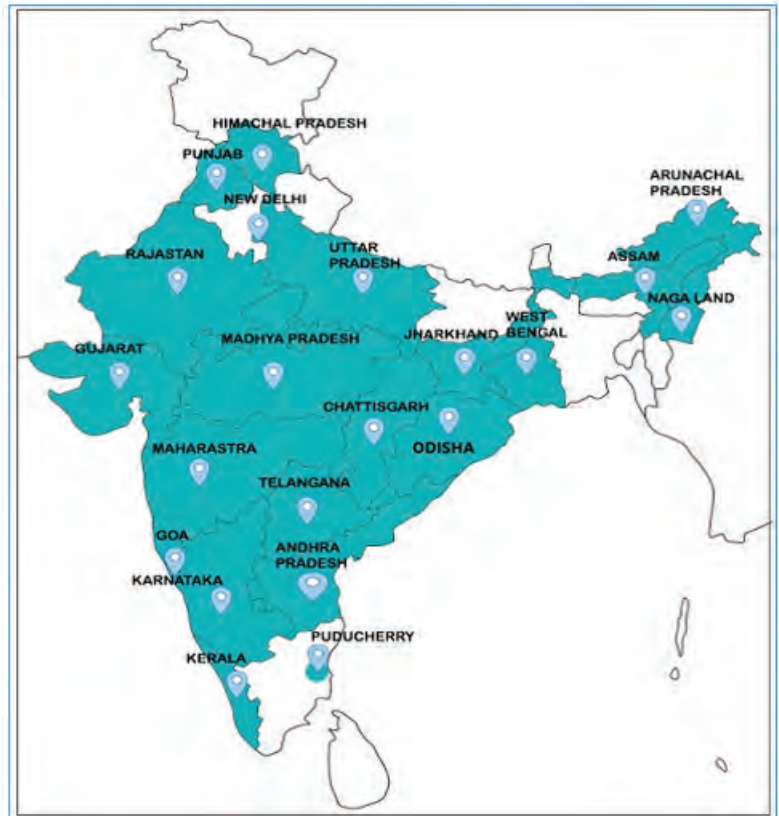 HIMACHAL PRADESH
PUNJAB
ARUNACHAL
PRADESH
NEW DELHI
RAJASTAN
UTTAR
PRADESH
ASSAM
NAGA LAND
WEST
BENGAL
JHARKHAND
MADHYA PRADESH
GUJARAT
CHATTISGARH
ODISHA
MAHARASTRA
TELANGANA
GOA
ANDHRA
PRADESH
KARNATAKA
PUDUCHERRY
KERALA